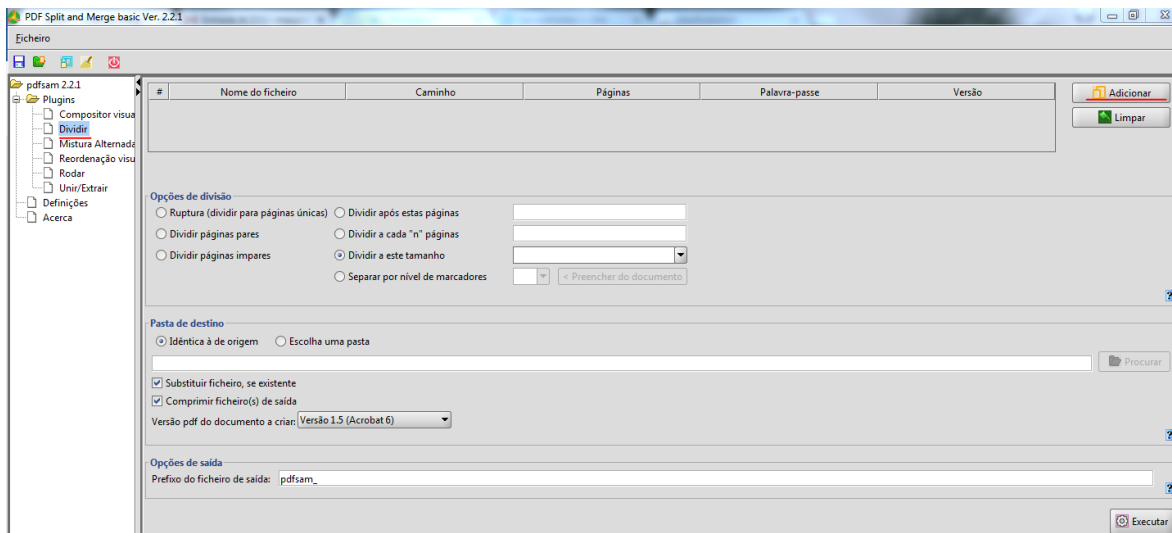 PDF Split and Merge basic Ver. 2.2.1
Ficheiro
pdfsam 2.2.1
Plugins
Compositor visua
Dividir
Mistura Alternada
Reordenação visu
Rodar
Unir/Extrair
Definições
Acerca
# Nome do ficheiro Caminho Páginas Palavra-passe Versão
Adicionar
Limpar
Opções de divisão
Ruptura (dividir para páginas únicas) Dividir após estas páginas
Dividir páginas pares Dividir a cada "n" páginas
Dividir páginas impares Dividir a este tamanho
Separar por nível de marcadores < Preencher do documento
?
Pasta de destino
Idêntica à de origem Escolha uma pasta
Procurar
Substituir ficheiro, se existente
Comprimir ficheiro(s) de saída
Versão pdf do documento a criar: Versão 1.5 (Acrobat 6)
?
Opções de saída
Prefixo do ficheiro de saída: pdfsam_
?
Executar